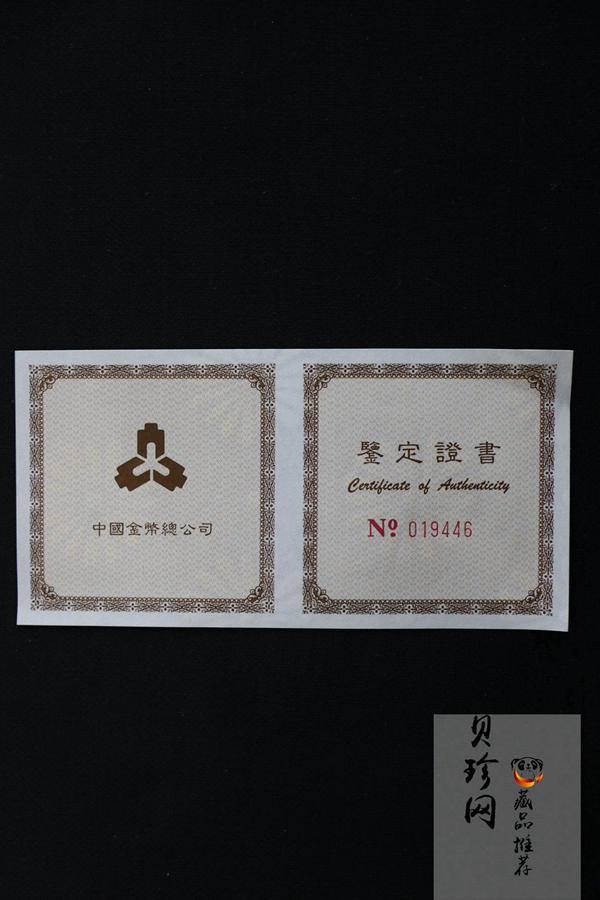 中國金幣總公司
鑒定證書
Certificate of Authenticity
Nº 019446
贝珍网
藏品推荐